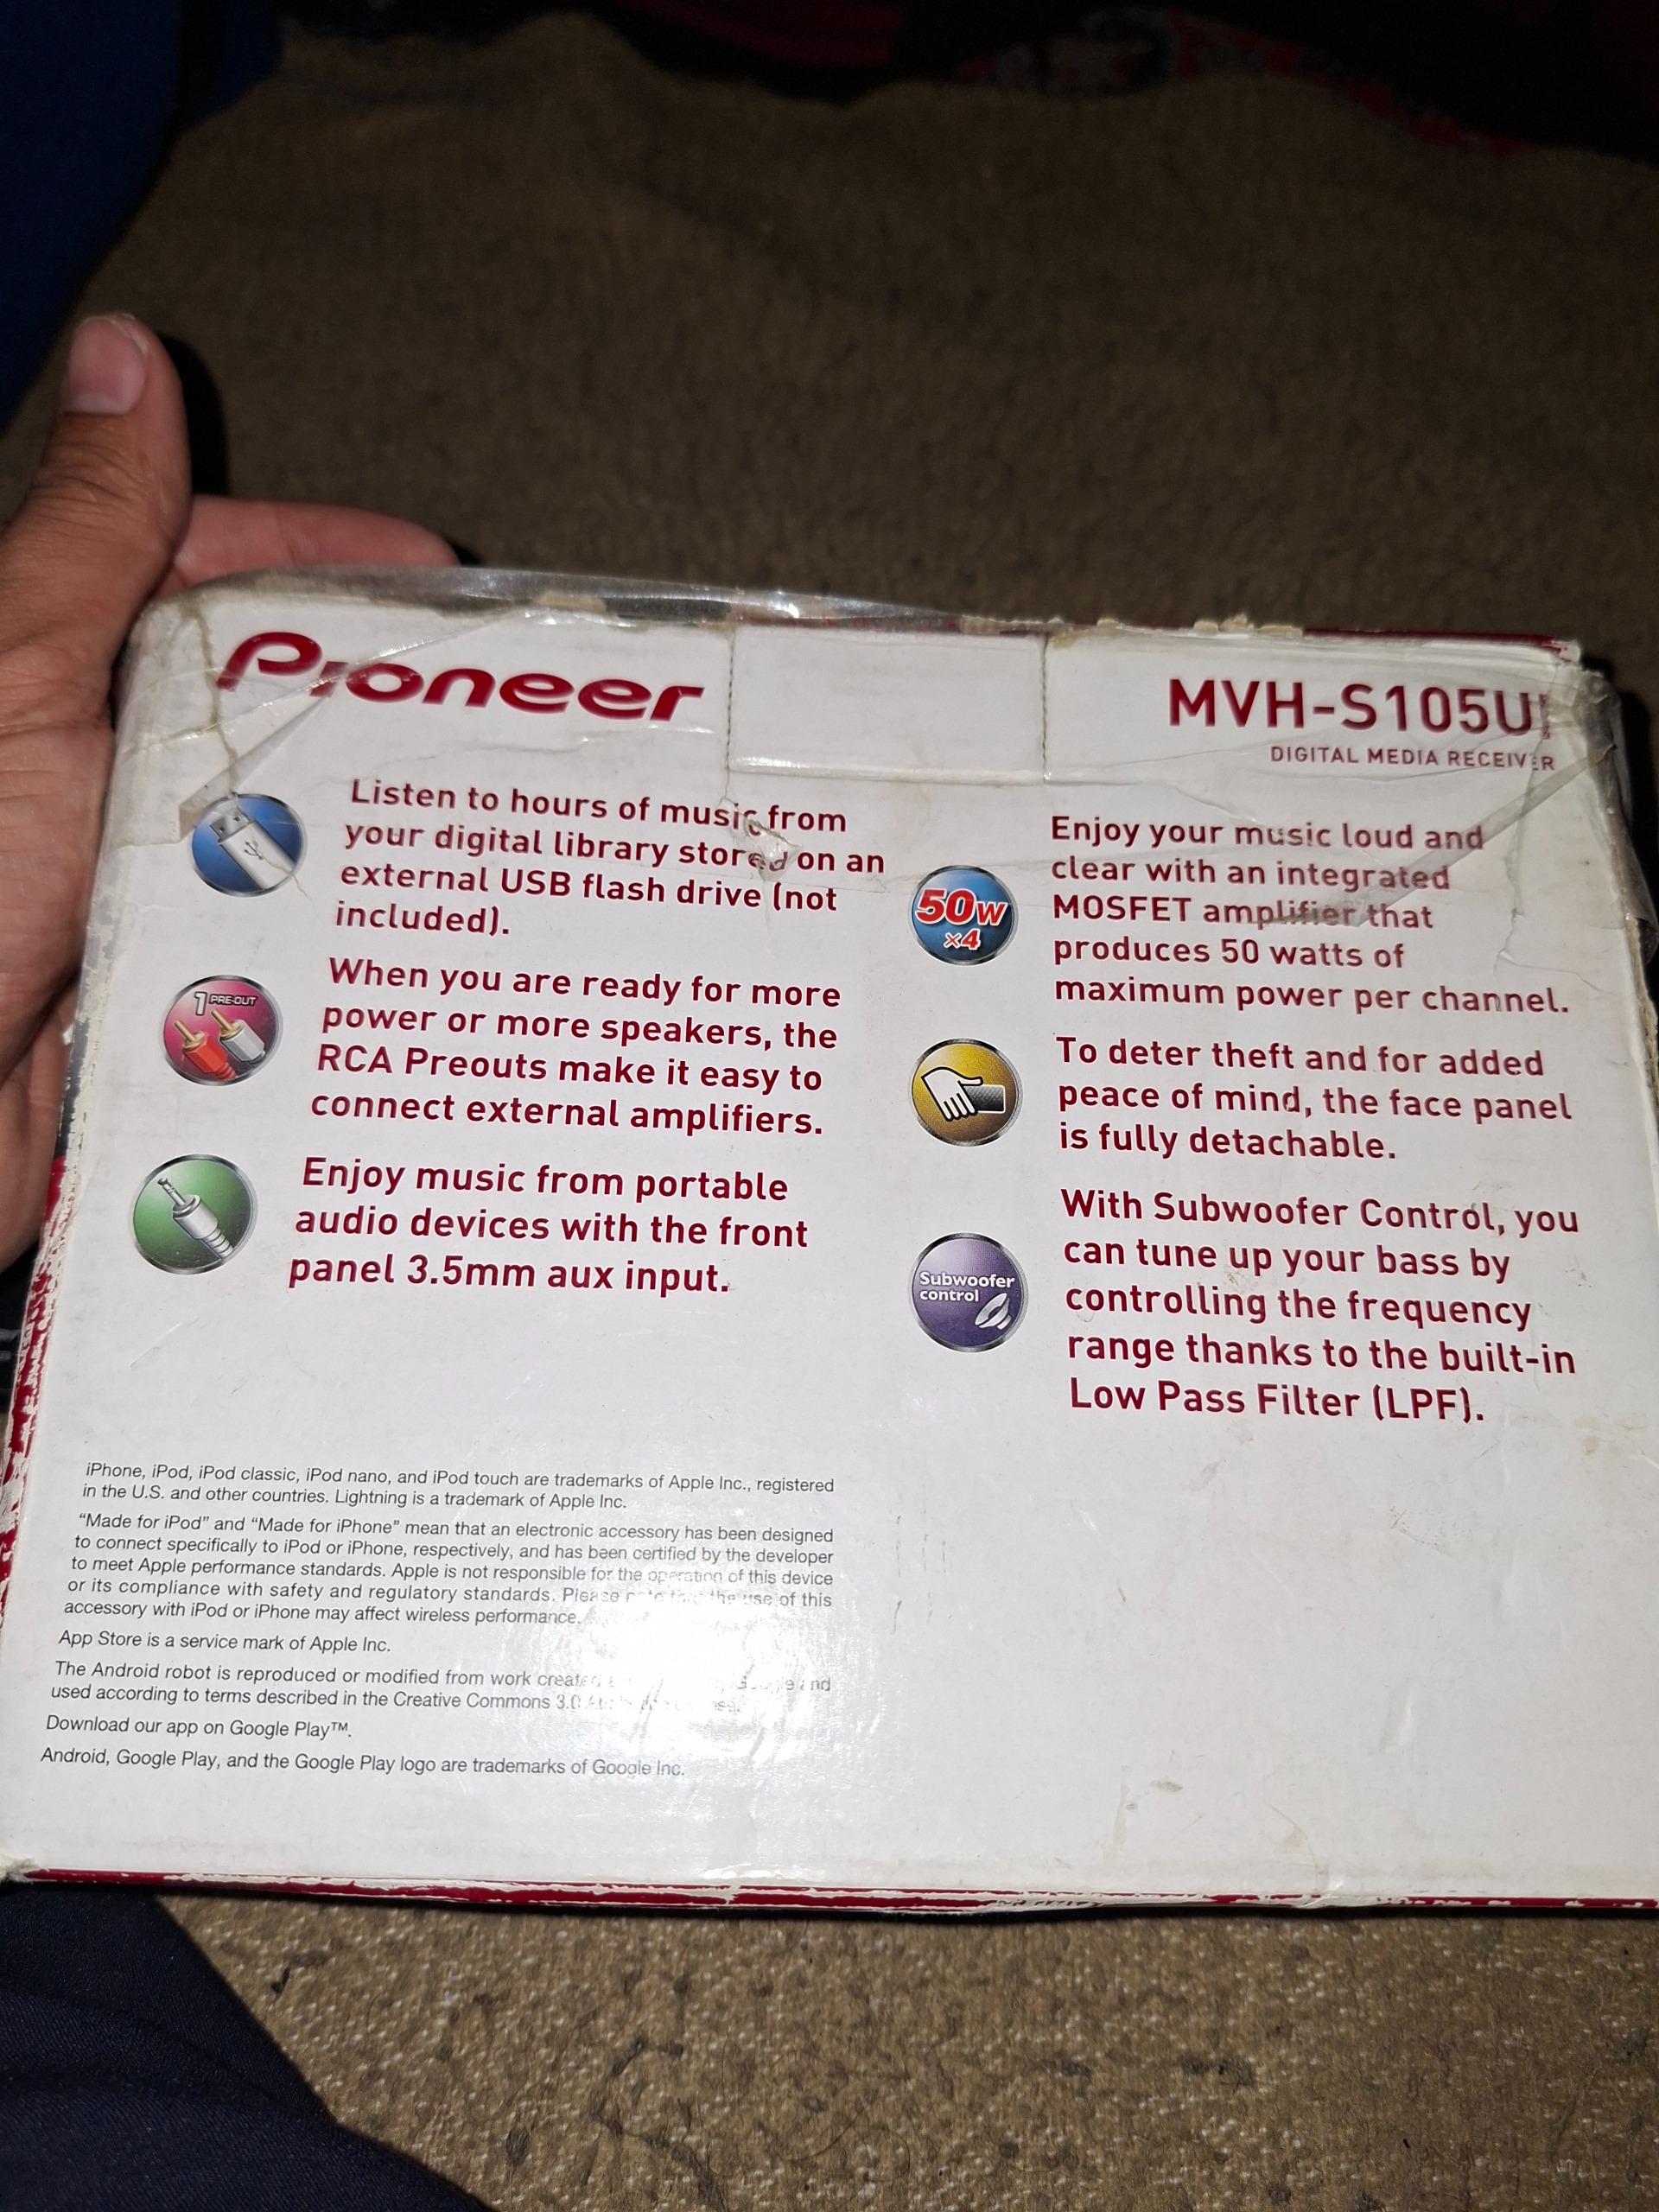 Pioneer
MVH-S105U
DIGITAL MEDIA RECEIVER
Listen to hours of music from
your digital library stored on an
external USB flash drive (not
included).
1 PRE-OUT
When you are ready for more
power or more speakers, the
RCA Preouts make it easy to
connect external amplifiers.
Enjoy music from portable
audio devices with the front
panel 3.5mm aux input.
50W
x4
Enjoy your music loud and
clear with an integrated
MOSFET amplifier that
produces 50 watts of
maximum power per channel.
To deter theft and for added
peace of mind, the face panel
is fully detachable.
Subwoofer
control
With Subwoofer Control, you
can tune up your bass by
controlling the frequency
range thanks to the built-in
Low Pass Filter (LPF).
iPhone, iPod, iPod classic, iPod nano, and iPod touch are trademarks of Apple Inc., registered
in the U.S. and other countries. Lightning is a trademark of Apple Inc.
“Made for iPod” and “Made for iPhone” mean that an electronic accessory has been designed
to connect specifically to iPod or iPhone, respectively, and has been certified by the developer
to meet Apple performance standards. Apple is not responsible for the operation of this device
or its compliance with safety and regulatory standards. Please note that the use of this
accessory with iPod or iPhone may affect wireless performance.
App Store is a service mark of Apple Inc.
The Android robot is reproduced or modified from work created Google and
used according to terms described in the Creative Commons 3.0
Download our app on Google Play™.
Android, Google Play, and the Google Play logo are trademarks of Google Inc.